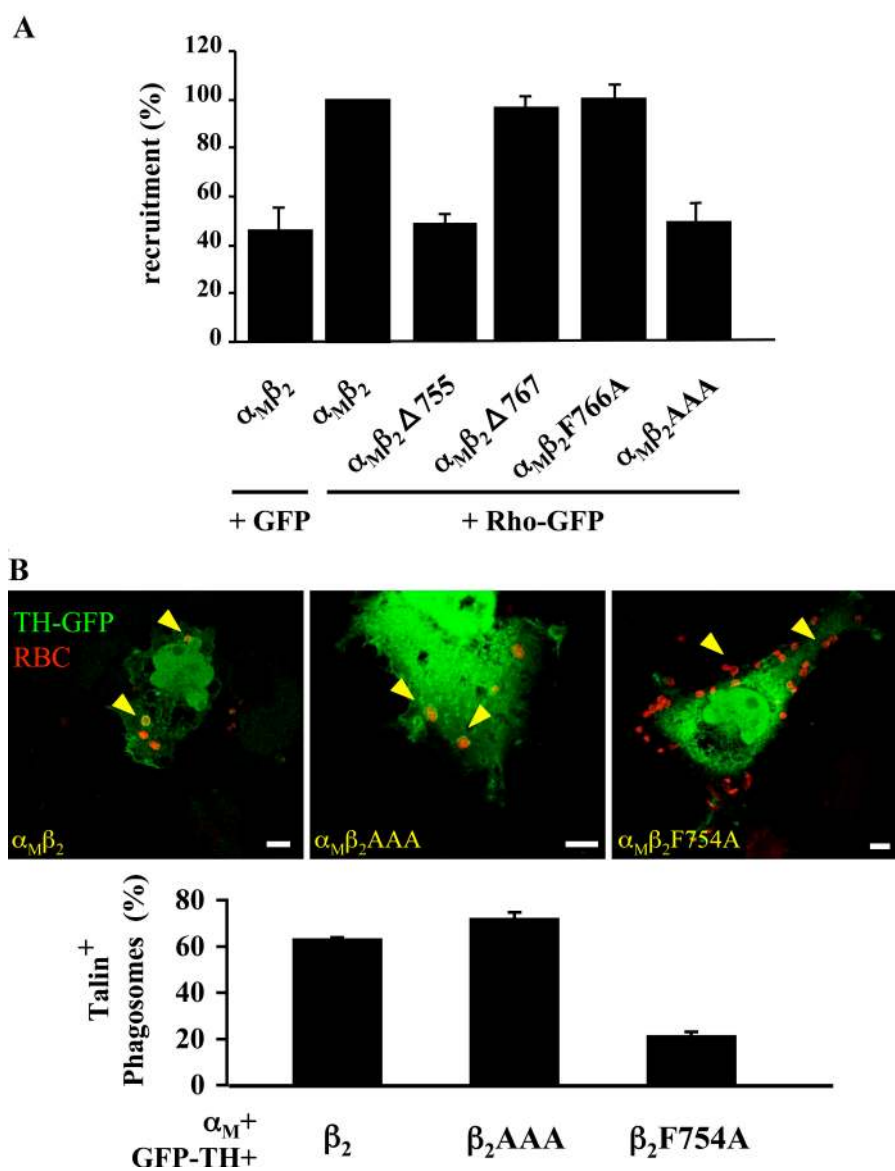 A
120
100
80
60
40
20
0
recruitment (%)
αMβ2
αMβ2
αMβ2Δ755
αMβ2Δ767
αMβ2F766A
αMβ2AAA
+ GFP
+ Rho-GFP
B
TH-GFP
RBC
αMβ2
αMβ2AAA
αMβ2F754A
80
60
40
20
0
Talin+
Phagosomes (%)
αM+
GFP-TH+
β2
β2AAA
β2F754A